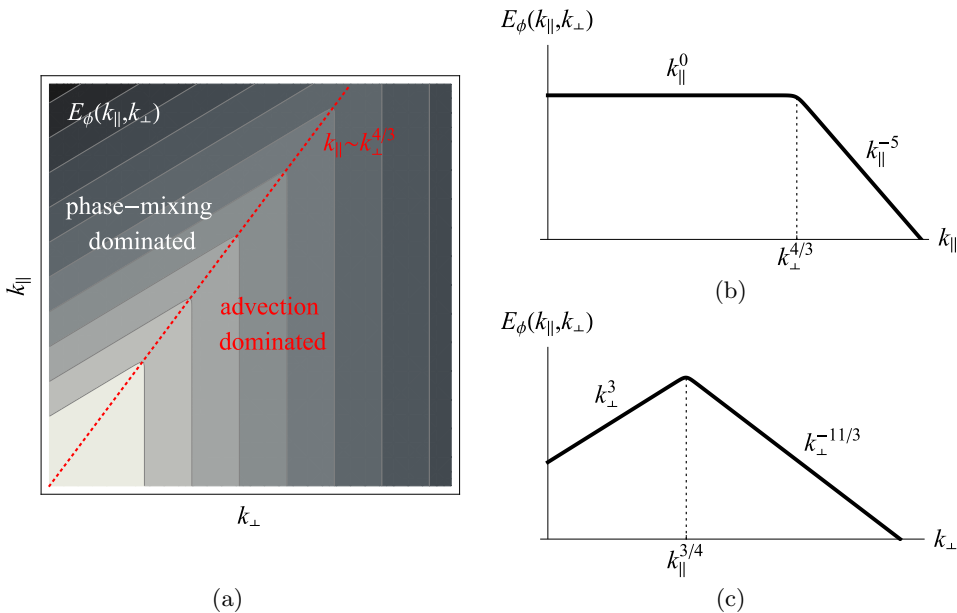 E_ϕ(k_∥,k_⊥)
k_∥~k_⊥^{4/3}
phase−mixing
dominated
advection
dominated
k_∥
k_⊥
(a)
E_ϕ(k_∥,k_⊥)
k_∥^0
k_∥^{−5}
k_⊥^{4/3}
k_∥
(b)
E_ϕ(k_∥,k_⊥)
k_⊥^3
k_⊥^{−11/3}
k_∥^{3/4}
k_⊥
(c)